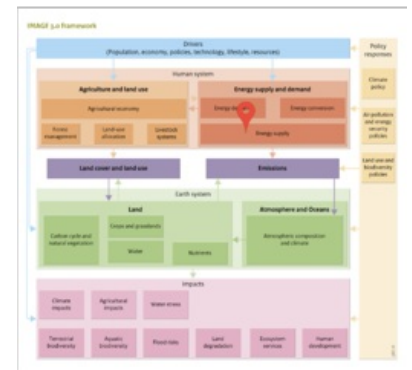 IMAGE 3.0 framework
Drivers
(Population, economy, policies, technology, lifestyle, resources)
Policy
responses
Human system
Agriculture and land use
Energy supply and demand
Climate
policy
Agricultural economy
Energy
Energy conversion
Forest
management
Land-use
allocation
Livestock
systems
Energy supply
Air pollution
and energy
security
policies
Land cover and land use
Emissions
Land use and
biodiversity
policies
Earth system
Land
Atmosphere and Oceans
Carbon cycle and
natural vegetation
Crops and grasslands
Water
Nutrients
Atmospheric composition
and climate
Impacts
Climate
impacts
Agricultural
impacts
Water stress
Terrestrial
biodiversity
Aquatic
biodiversity
Flood risks
Land
degradation
Ecosystem
services
Human
development